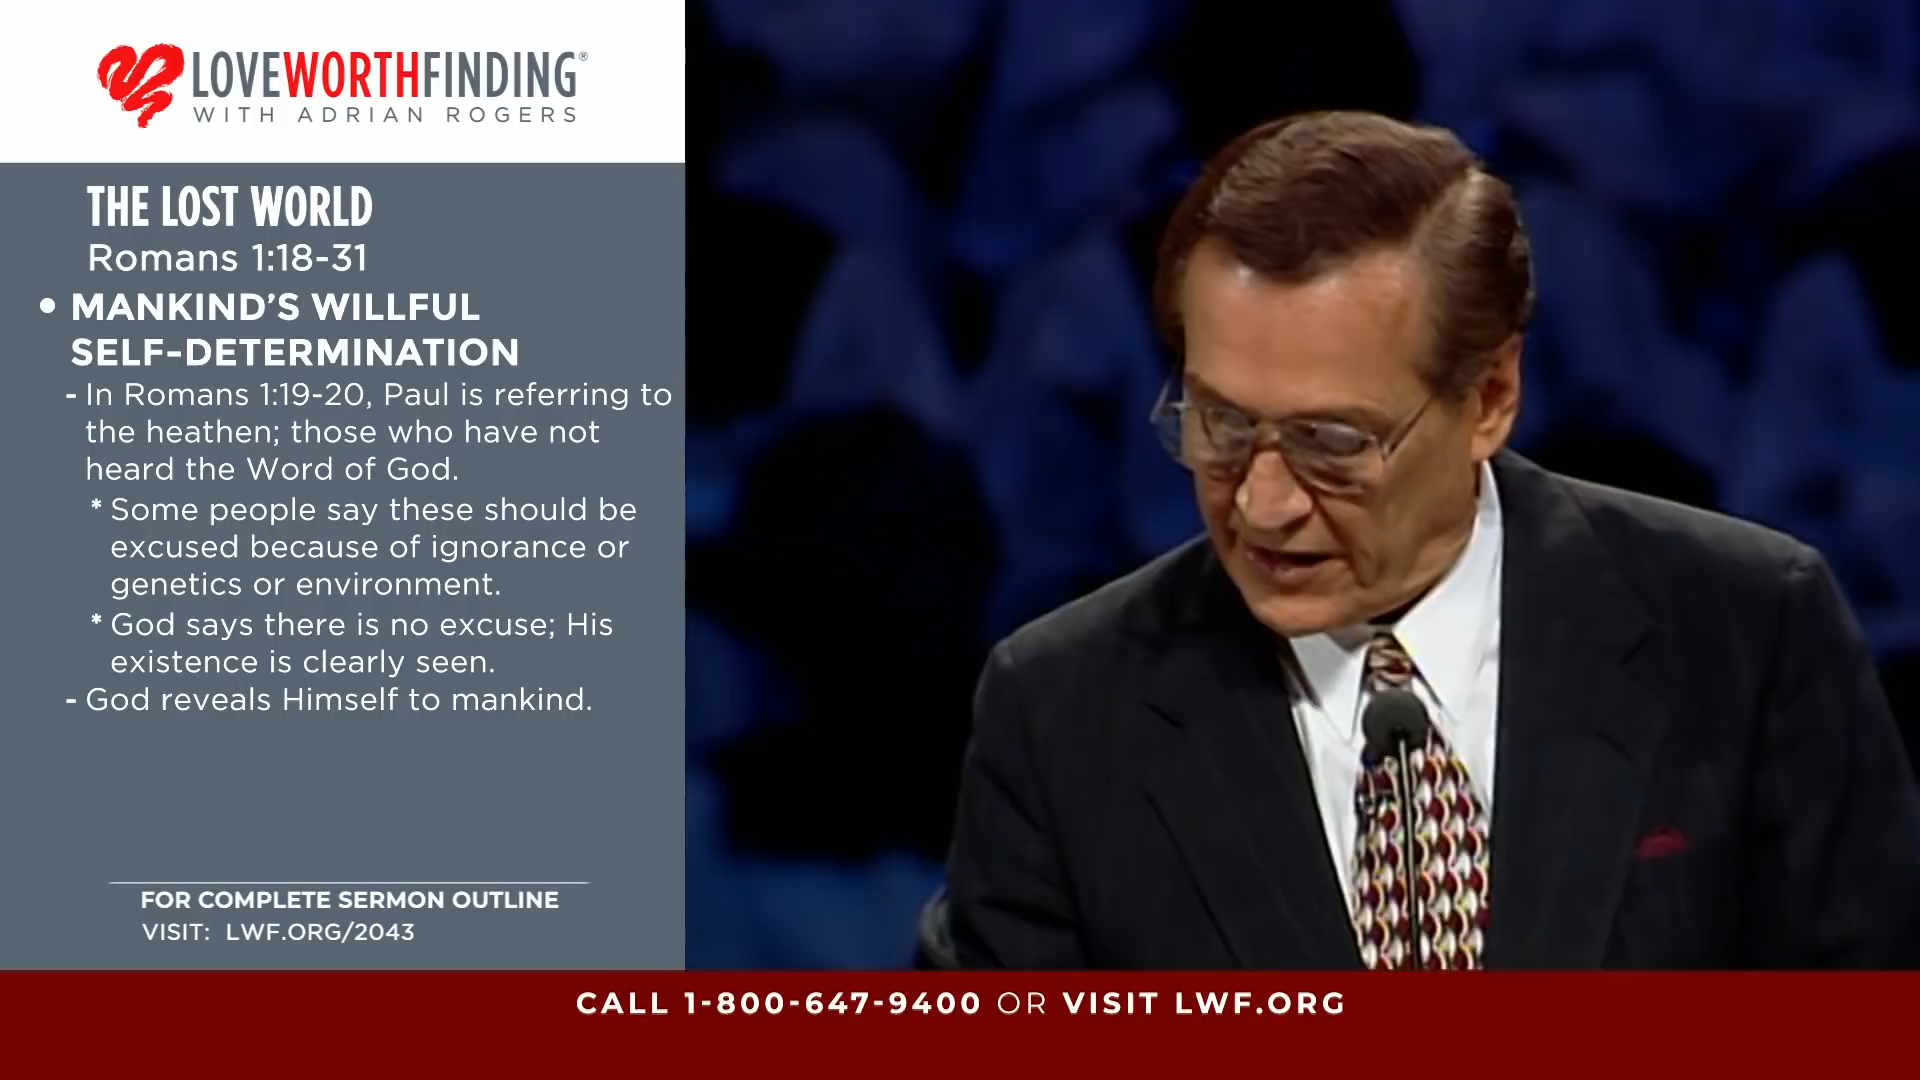 LOVEWORTHFINDING®
WITH ADRIAN ROGERS
THE LOST WORLD
Romans 1:18-31
• MANKIND’S WILLFUL
SELF-DETERMINATION
- In Romans 1:19-20, Paul is referring to
the heathen; those who have not
heard the Word of God.
* Some people say these should be
excused because of ignorance or
genetics or environment.
* God says there is no excuse; His
existence is clearly seen.
- God reveals Himself to mankind.
FOR COMPLETE SERMON OUTLINE
VISIT: LWF.ORG/2043
CALL 1-800-647-9400 OR VISIT LWF.ORG